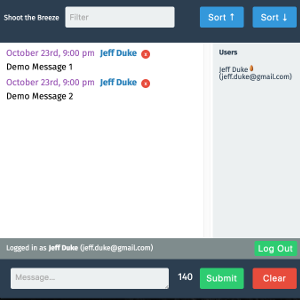 Shoot the Breeze Filter Sort ↑ Sort ↓
October 23rd, 9:00 pm Jeff Duke x
Demo Message 1
October 23rd, 9:00 pm Jeff Duke x
Demo Message 2
Users
Jeff Duke
(jeff.duke@gmail.com)
Logged in as Jeff Duke (jeff.duke@gmail.com) Log Out
Message... 140 Submit Clear